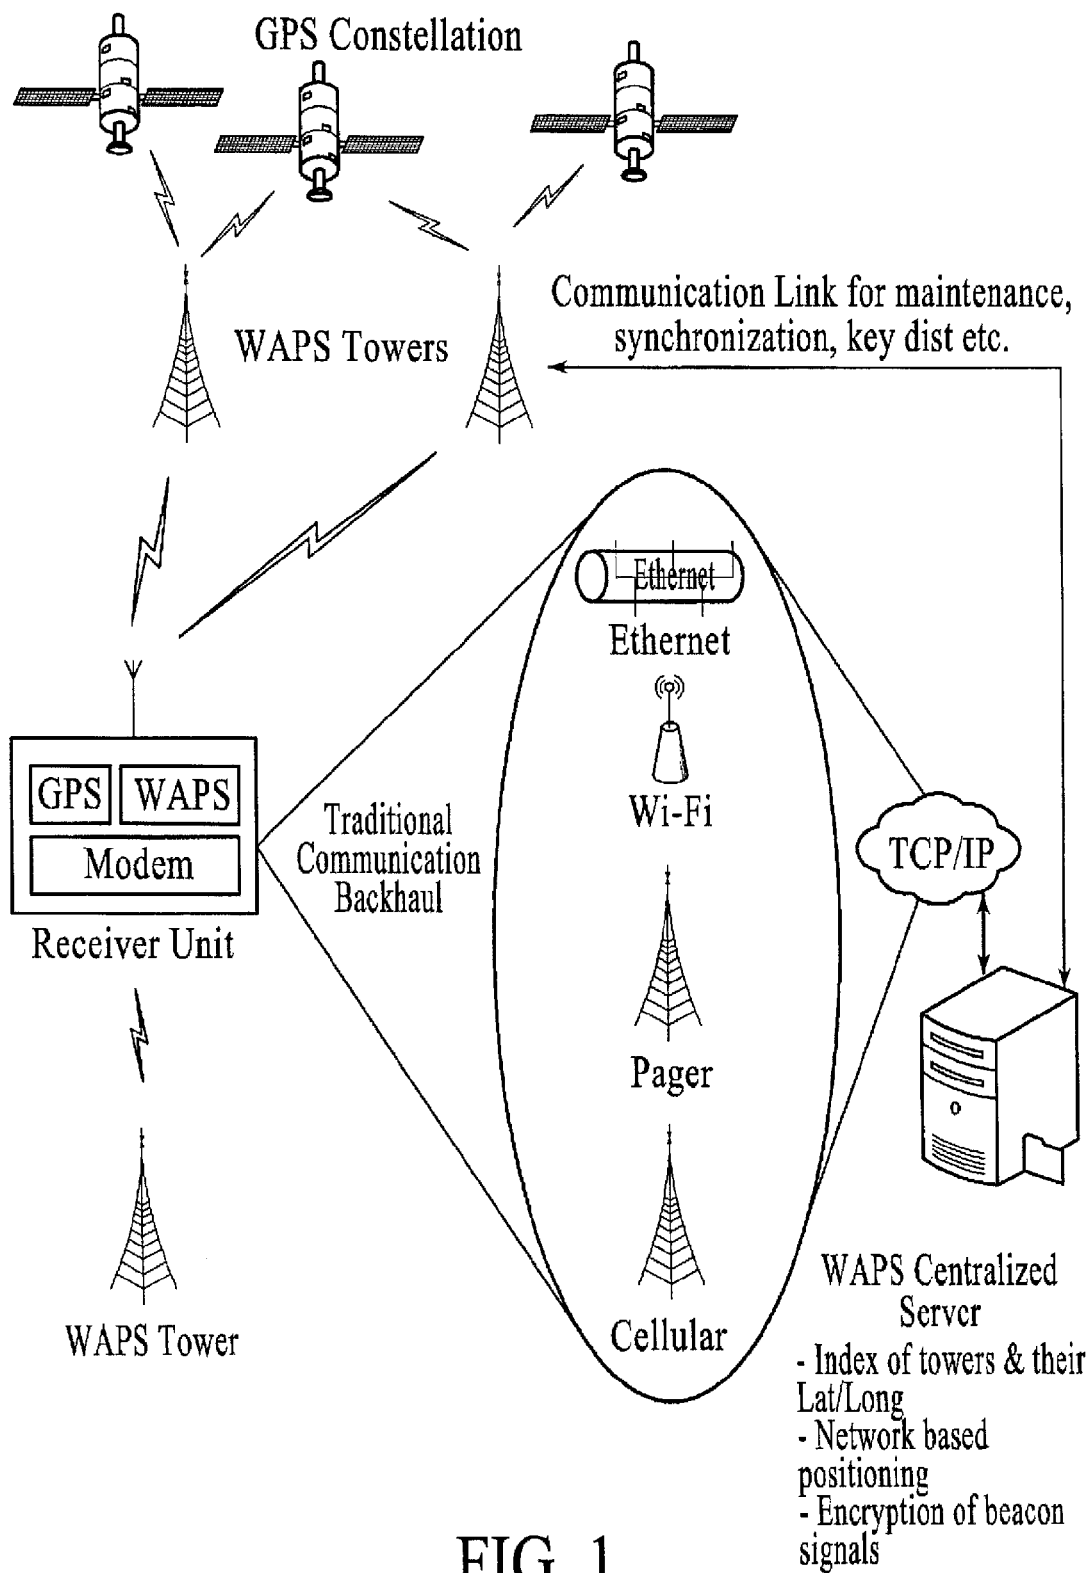 GPS Constellation
Communication Link for maintenance,
synchronization, key dist etc.
WAPS Towers
Ethernet
Ethernet
GPS
WAPS
Modem
Receiver Unit
Traditional
Communication
Backhaul
Wi-Fi
TCP/IP
Pager
WAPS Tower
Cellular
WAPS Centralized
Server
- Index of towers & their
Lat/Long
- Network based
positioning
- Encryption of beacon
signals
FIG. 1